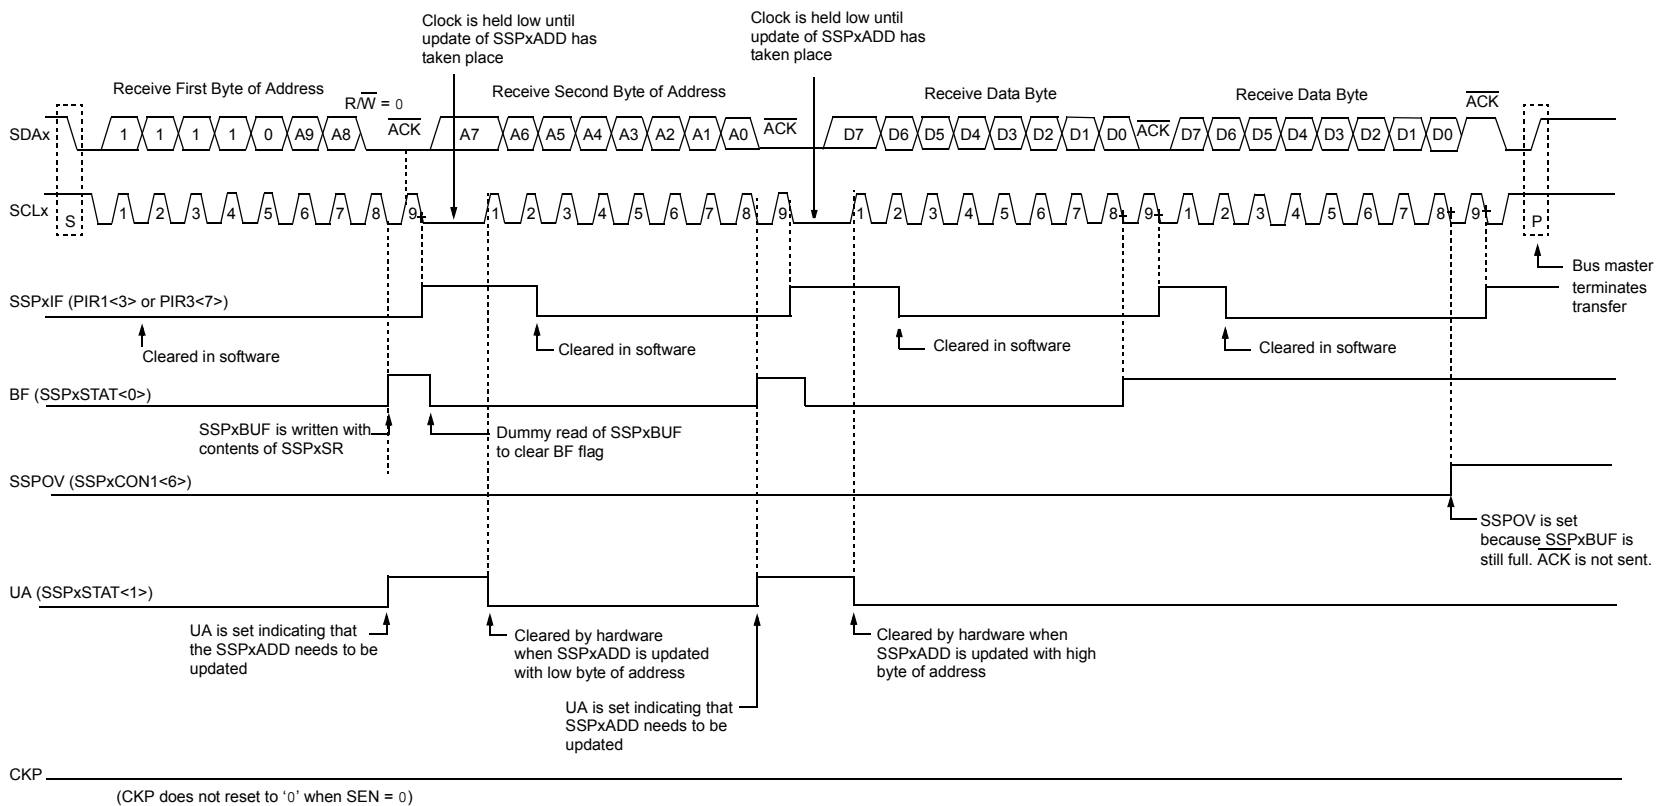 Clock is held low until
update of SSPxADD has
taken place
Clock is held low until
update of SSPxADD has
taken place
Receive First Byte of Address
R/W = 0
ACK
Receive Second Byte of Address
ACK
Receive Data Byte
ACK
Receive Data Byte
ACK
SDAx
1 1 1 1 0 A9 A8
A7 A6 A5 A4 A3 A2 A1 A0
D7 D6 D5 D4 D3 D2 D1 D0
D7 D6 D5 D4 D3 D2 D1 D0
SCLx
S
1 2 3 4 5 6 7 8 9
1 2 3 4 5 6 7 8 9
1 2 3 4 5 6 7 8 9
1 2 3 4 5 6 7 8 9
P
Bus master
terminates
transfer
SSPxIF (PIR1<3> or PIR3<7>)
Cleared in software
Cleared in software
Cleared in software
Cleared in software
BF (SSPxSTAT<0>)
SSPxBUF is written with
contents of SSPxSR
Dummy read of SSPxBUF
to clear BF flag
SSPOV (SSPxCON1<6>)
SSPOV is set
because SSPxBUF is
still full. ACK is not sent.
UA (SSPxSTAT<1>)
UA is set indicating that
the SSPxADD needs to be
updated
Cleared by hardware
when SSPxADD is updated
with low byte of address
UA is set indicating that
SSPxADD needs to be
updated
Cleared by hardware when
SSPxADD is updated with high
byte of address
CKP
(CKP does not reset to ‘0’ when SEN = 0)